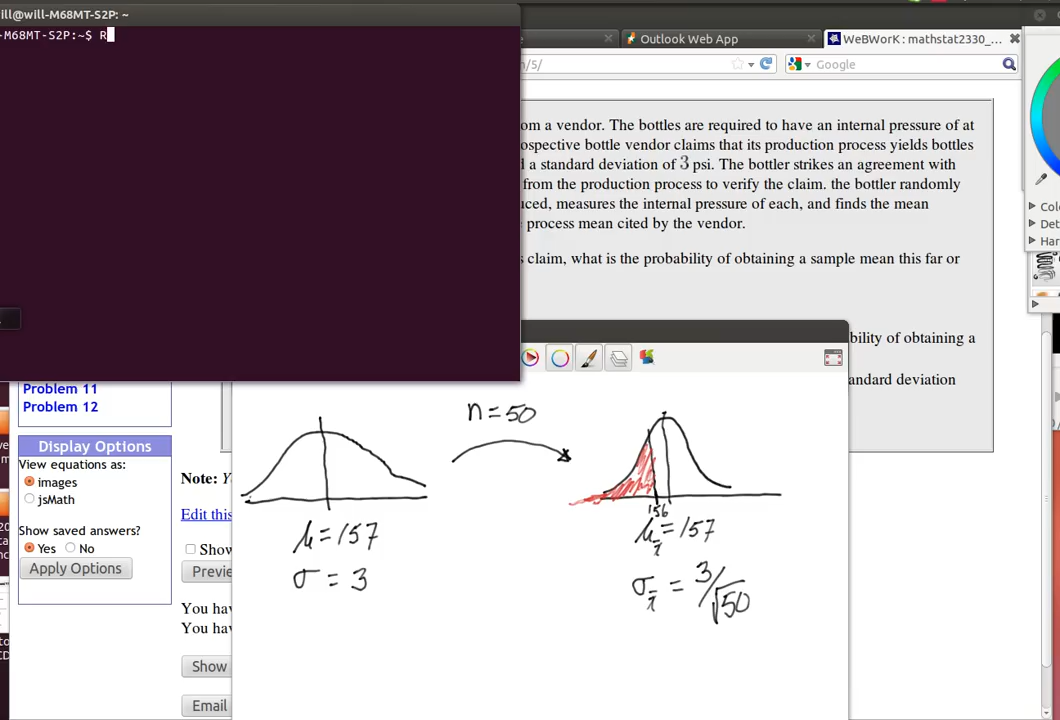 ill@will-M68MT-S2P: ~
-M68MT-S2P:~$ R
Outlook Web App
WeBWorK : mathstat2330_...
n/5/
Google
om a vendor. The bottles are required to have an internal pressure of at
ospective bottle vendor claims that its production process yields bottles
d a standard deviation of 3 psi. The bottler strikes an agreement with
from the production process to verify the claim. the bottler randomly
uced, measures the internal pressure of each, and finds the mean
process mean cited by the vendor.
s claim, what is the probability of obtaining a sample mean this far or
bility of obtaining a
andard deviation
Colo
Det
Har
Problem 11
Problem 12
Display Options
View equations as:
images
jsMath
Show saved answers?
Yes No
Apply Options
Note: Yo
Edit this
Show
Preview
You hav
You hav
Show
Email
n=50
μ=157
σ=3
156
μx̄=157
σx̄=3/√50